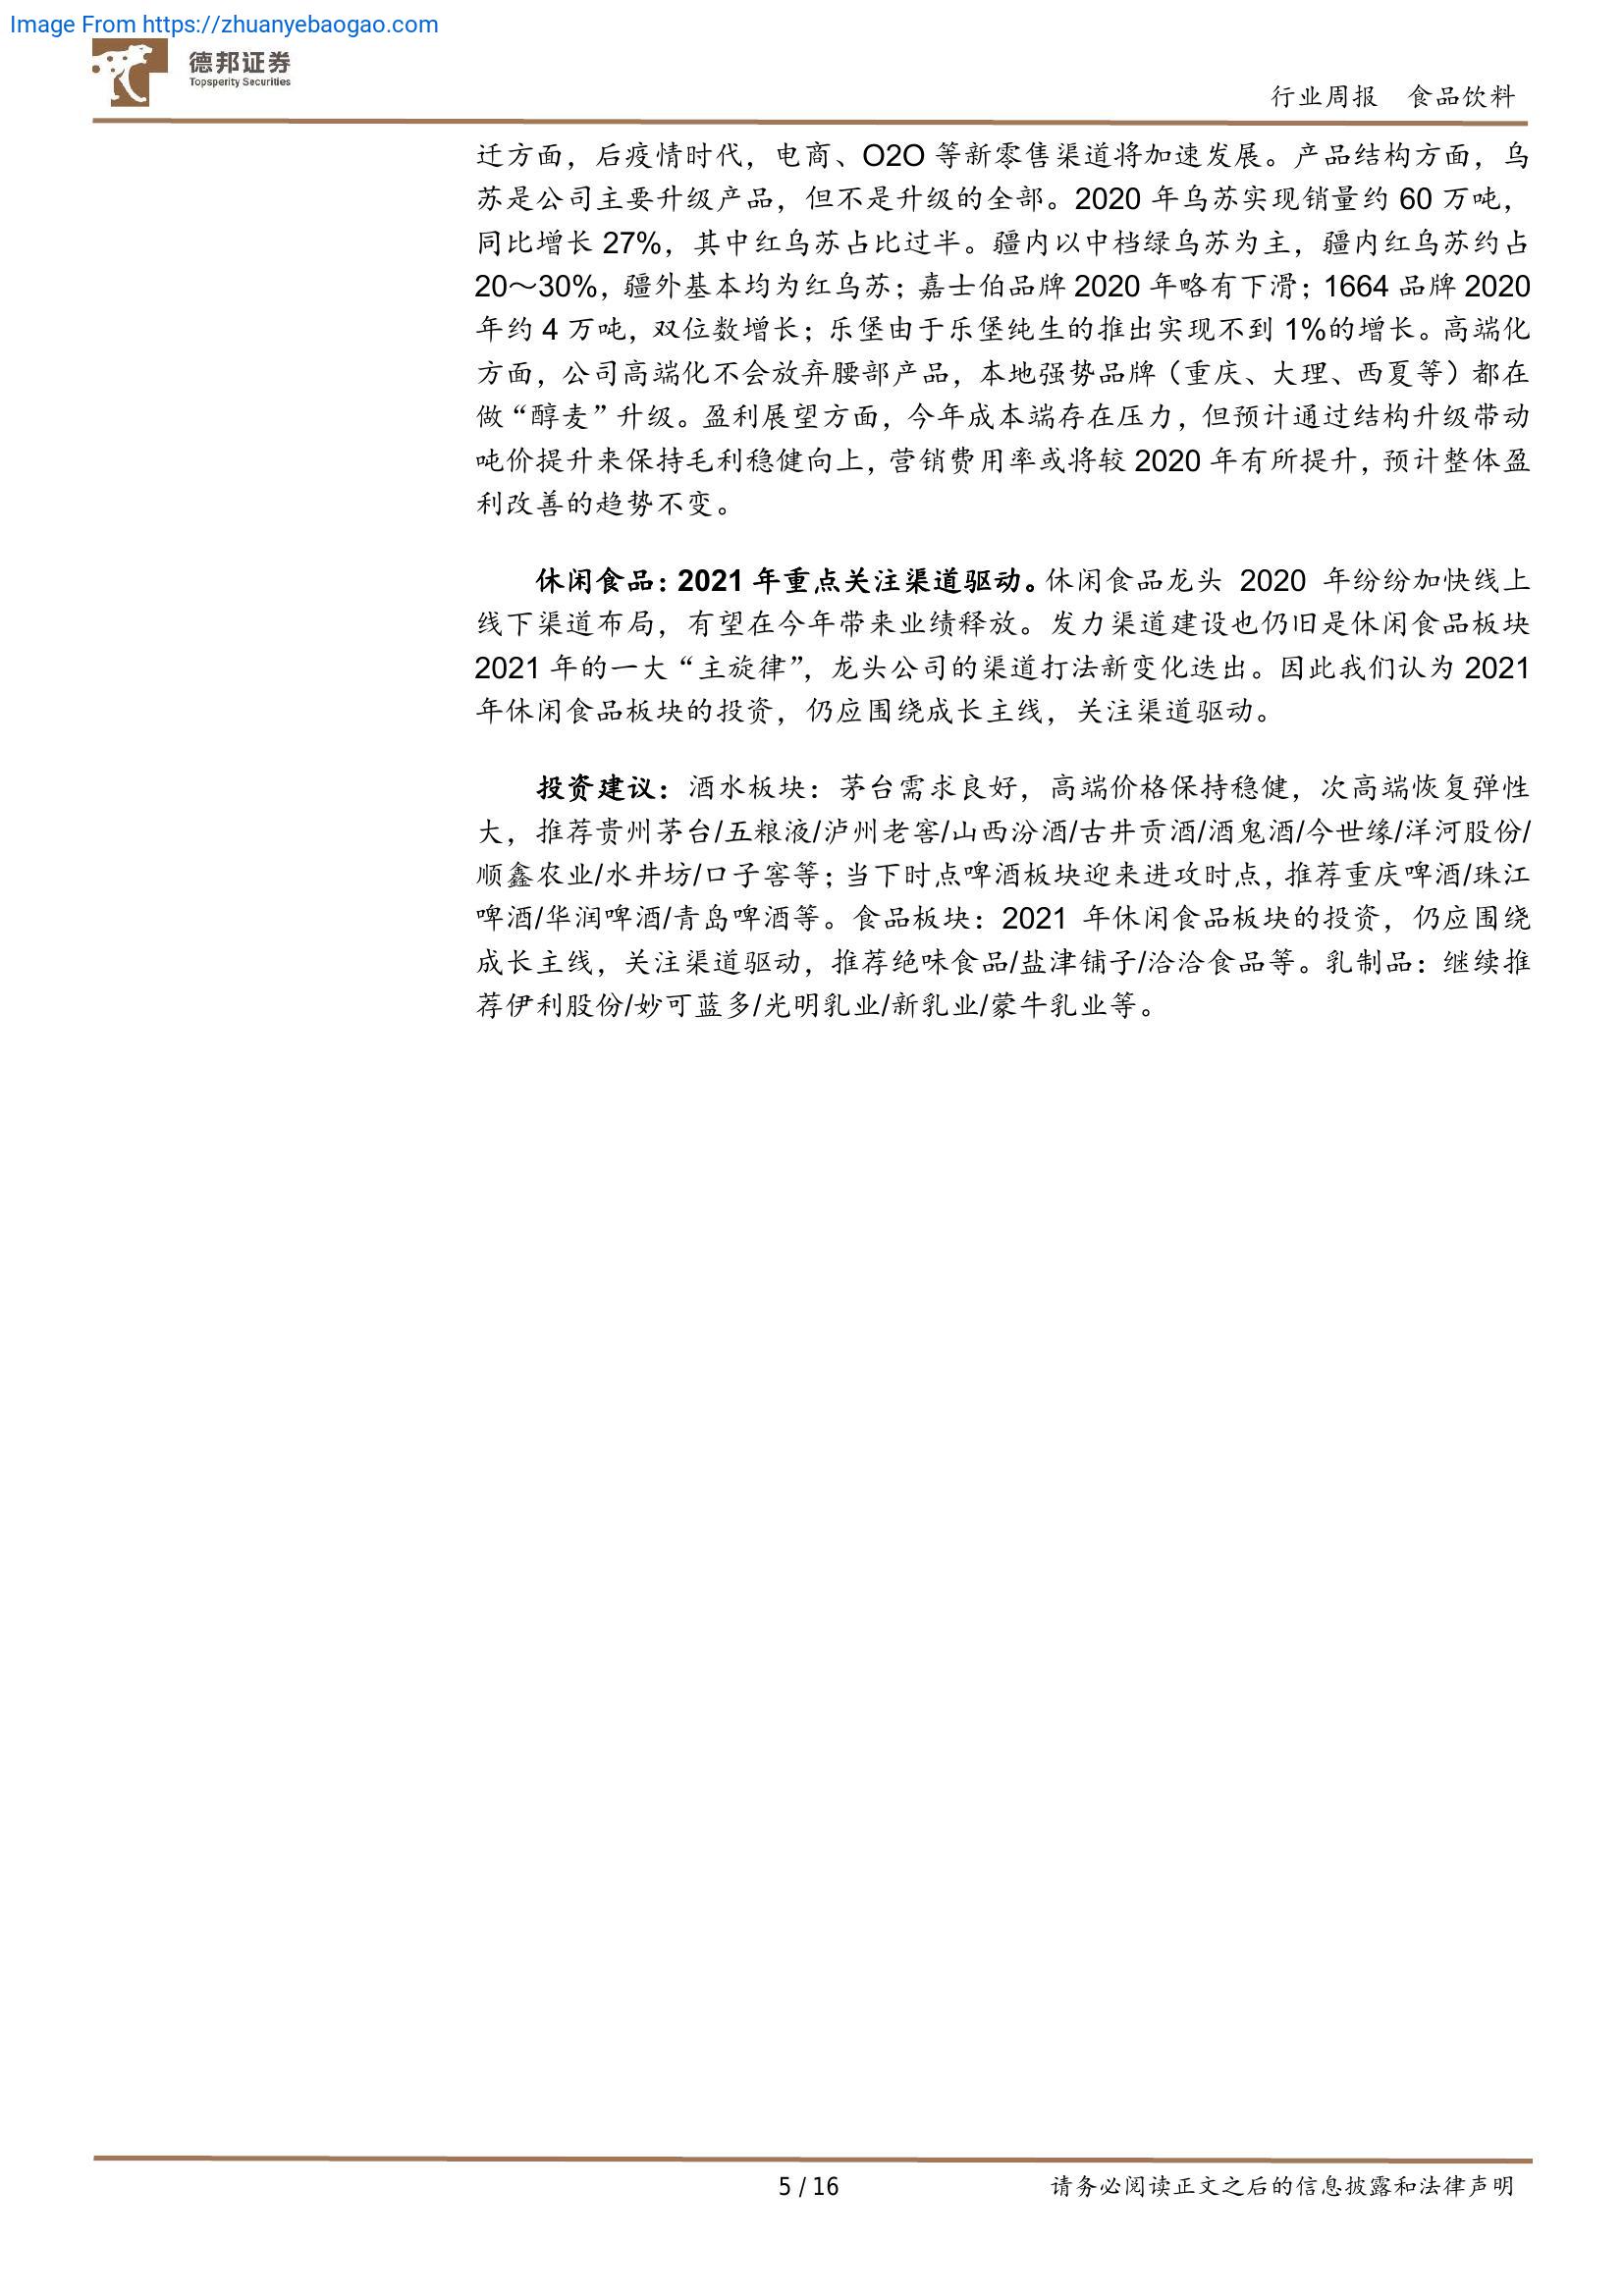 Image From https://zhuanyebaogao.com
德邦证券
Topsperity Securities
行业周报 食品饮料
迁方面，后疫情时代，电商、O2O 等新零售渠道将加速发展。产品结构方面，乌
苏是公司主要升级产品，但不是升级的全部。2020 年乌苏实现销量约 60 万吨，
同比增长 27%，其中红乌苏占比过半。疆内以中档绿乌苏为主，疆内红乌苏约占
20～30%，疆外基本均为红乌苏；嘉士伯品牌 2020 年略有下滑；1664 品牌 2020
年约 4 万吨，双位数增长；乐堡由于乐堡纯生的推出实现不到 1%的增长。高端化
方面，公司高端化不会放弃腰部产品，本地强势品牌（重庆、大理、西夏等）都在
做“醇麦”升级。盈利展望方面，今年成本端存在压力，但预计通过结构升级带动
吨价提升来保持毛利稳健向上，营销费用率或将较 2020 年有所提升，预计整体盈
利改善的趋势不变。
休闲食品：2021 年重点关注渠道驱动。休闲食品龙头 2020 年纷纷加快线上
线下渠道布局，有望在今年带来业绩释放。发力渠道建设也仍旧是休闲食品板块
2021 年的一大“主旋律”，龙头公司的渠道打法新变化迭出。因此我们认为 2021
年休闲食品板块的投资，仍应围绕成长主线，关注渠道驱动。
投资建议：酒水板块：茅台需求良好，高端价格保持稳健，次高端恢复弹性
大，推荐贵州茅台/五粮液/泸州老窖/山西汾酒/古井贡酒/酒鬼酒/今世缘/洋河股份/
顺鑫农业/水井坊/口子窖等；当下时点啤酒板块迎来进攻时点，推荐重庆啤酒/珠江
啤酒/华润啤酒/青岛啤酒等。食品板块：2021 年休闲食品板块的投资，仍应围绕
成长主线，关注渠道驱动，推荐绝味食品/盐津铺子/洽洽食品等。乳制品：继续推
荐伊利股份/妙可蓝多/光明乳业/新乳业/蒙牛乳业等。
5 / 16
请务必阅读正文之后的信息披露和法律声明